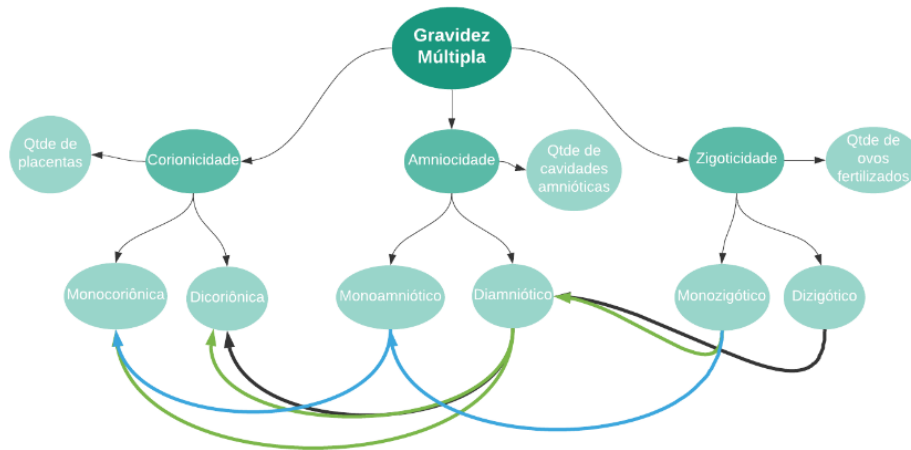 Gravidez
Múltipla
Qtde de
placentas
Corionicidade
Amniocidade
Qtde de
cavidades
amnióticas
Zigoticidade
Qtde de
ovos
fertilizados
Monocoriônica
Dicoriônica
Monoamniótico
Diamniótico
Monozigótico
Dizigótico